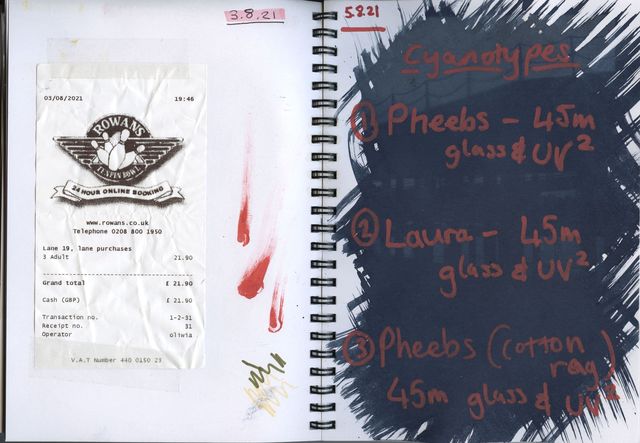 3.8.21
03/08/2021 19:46
ROWANS
TENPIN BOWL
24 HOUR ONLINE BOOKING
www.rowans.co.uk
Telephone 0208 800 1950
Lane 19, lane purchases
3 Adult 21.90
Grand total £ 21.90
Cash (GBP) £ 21.90
Transaction no. 1-2-31
Receipt no. 31
Operator oliwia
V.A.T Number 440 0150 23
5.8.21
Cyanotypes
① Pheebs - 45m
glass & UV²
② Laura - 45m
glass & UV²
③ Pheebs (cotton
rag)
45m glass & UV²